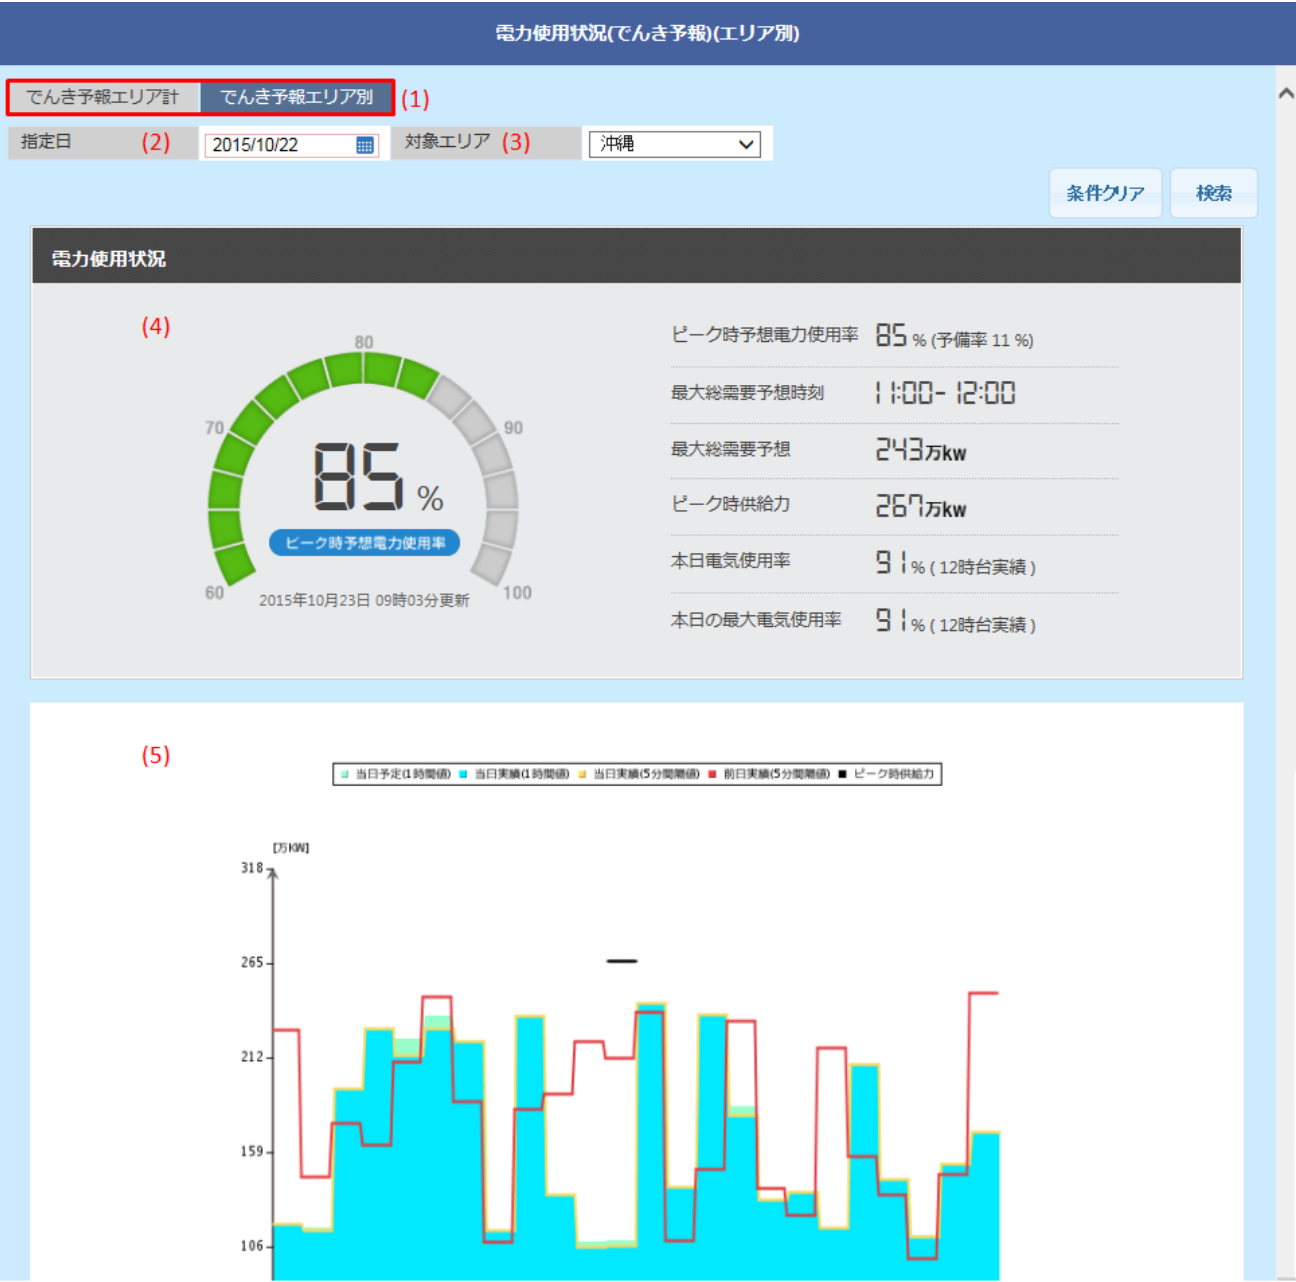 電力使用状況(でんき予報)(エリア別)
でんき予報エリア計 でんき予報エリア別 (1)
指定日 (2) 2015/10/22 対象エリア (3) 沖縄
条件クリア 検索
電力使用状況
(4)
80
70
90
85 %
ピーク時予想電力使用率
60
100
2015年10月23日 09時03分更新
ピーク時予想電力使用率 85 % (予備率 11 %)
最大総需要予想時刻 11:00- 12:00
最大総需要予想 243万kw
ピーク時供給力 267万kw
本日電気使用率 91 % ( 12時台実績 )
本日の最大電気使用率 91 % ( 12時台実績 )
(5)
当日予定(1時間値) 当日実績(1時間値) 当日実績(5分間隔値) 前日実績(5分間隔値) ピーク時供給力
[万KW]
318
265
212
159
106